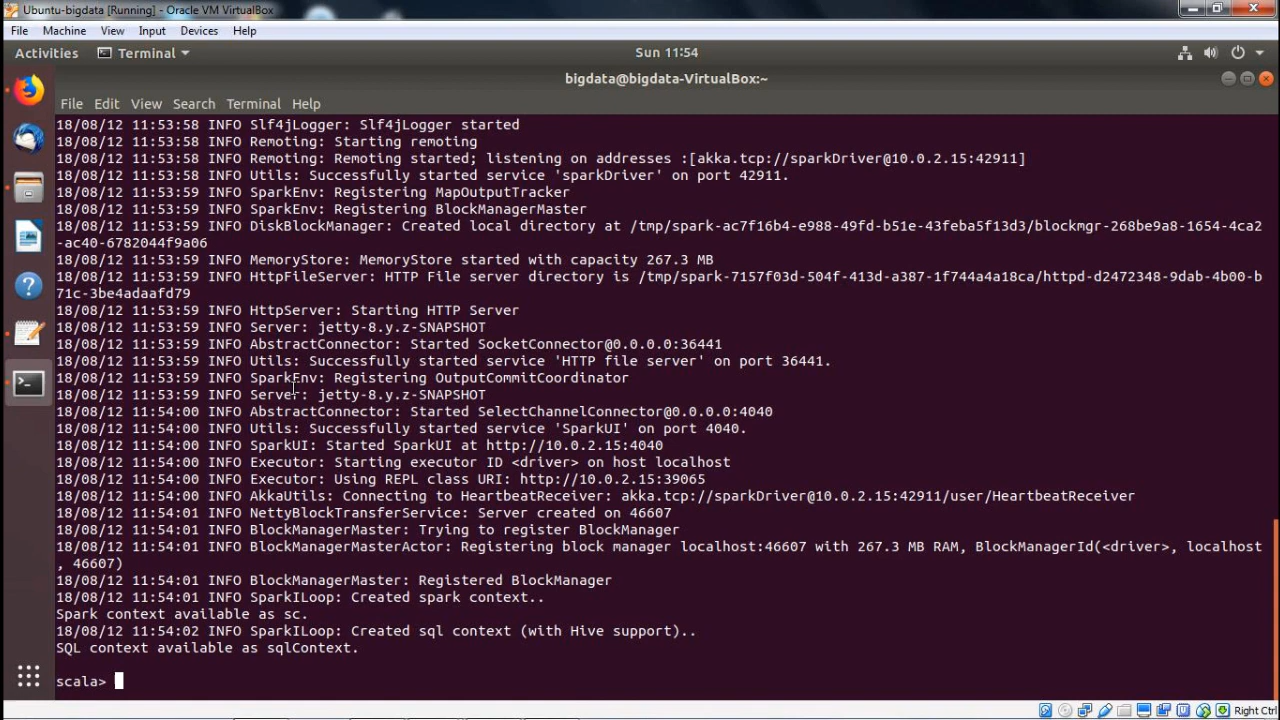 Ubuntu-bigdata [Running] - Oracle VM VirtualBox
File Machine View Input Devices Help
Activities Terminal Sun 11:54
bigdata@bigdata-VirtualBox:~
File Edit View Search Terminal Help
18/08/12 11:53:58 INFO Slf4jLogger: Slf4jLogger started
18/08/12 11:53:58 INFO Remoting: Starting remoting
18/08/12 11:53:58 INFO Remoting: Remoting started; listening on addresses :[akka.tcp://sparkDriver@10.0.2.15:42911]
18/08/12 11:53:58 INFO Utils: Successfully started service 'sparkDriver' on port 42911.
18/08/12 11:53:59 INFO SparkEnv: Registering MapOutputTracker
18/08/12 11:53:59 INFO SparkEnv: Registering BlockManagerMaster
18/08/12 11:53:59 INFO DiskBlockManager: Created local directory at /tmp/spark-ac7f16b4-e988-49fd-b51e-43feba5f13d3/blockmgr-268be9a8-1654-4ca2
-ac40-6782044f9a06
18/08/12 11:53:59 INFO MemoryStore: MemoryStore started with capacity 267.3 MB
18/08/12 11:53:59 INFO HttpFileServer: HTTP File server directory is /tmp/spark-7157f03d-504f-413d-a387-1f744a4a18ca/httpd-d2472348-9dab-4b00-b
71c-3be4adaafd79
18/08/12 11:53:59 INFO HttpServer: Starting HTTP Server
18/08/12 11:53:59 INFO Server: jetty-8.y.z-SNAPSHOT
18/08/12 11:53:59 INFO AbstractConnector: Started SocketConnector@0.0.0.0:36441
18/08/12 11:53:59 INFO Utils: Successfully started service 'HTTP file server' on port 36441.
18/08/12 11:53:59 INFO SparkEnv: Registering OutputCommitCoordinator
18/08/12 11:53:59 INFO Server: jetty-8.y.z-SNAPSHOT
18/08/12 11:54:00 INFO AbstractConnector: Started SelectChannelConnector@0.0.0.0:4040
18/08/12 11:54:00 INFO Utils: Successfully started service 'SparkUI' on port 4040.
18/08/12 11:54:00 INFO SparkUI: Started SparkUI at http://10.0.2.15:4040
18/08/12 11:54:00 INFO Executor: Starting executor ID <driver> on host localhost
18/08/12 11:54:00 INFO Executor: Using REPL class URI: http://10.0.2.15:39065
18/08/12 11:54:00 INFO AkkaUtils: Connecting to HeartbeatReceiver: akka.tcp://sparkDriver@10.0.2.15:42911/user/HeartbeatReceiver
18/08/12 11:54:01 INFO NettyBlockTransferService: Server created on 46607
18/08/12 11:54:01 INFO BlockManagerMaster: Trying to register BlockManager
18/08/12 11:54:01 INFO BlockManagerMasterActor: Registering block manager localhost:46607 with 267.3 MB RAM, BlockManagerId(<driver>, localhost
, 46607)
18/08/12 11:54:01 INFO BlockManagerMaster: Registered BlockManager
18/08/12 11:54:01 INFO SparkILoop: Created spark context..
Spark context available as sc.
18/08/12 11:54:02 INFO SparkILoop: Created sql context (with Hive support)..
SQL context available as sqlContext.
scala>
Right Ctrl